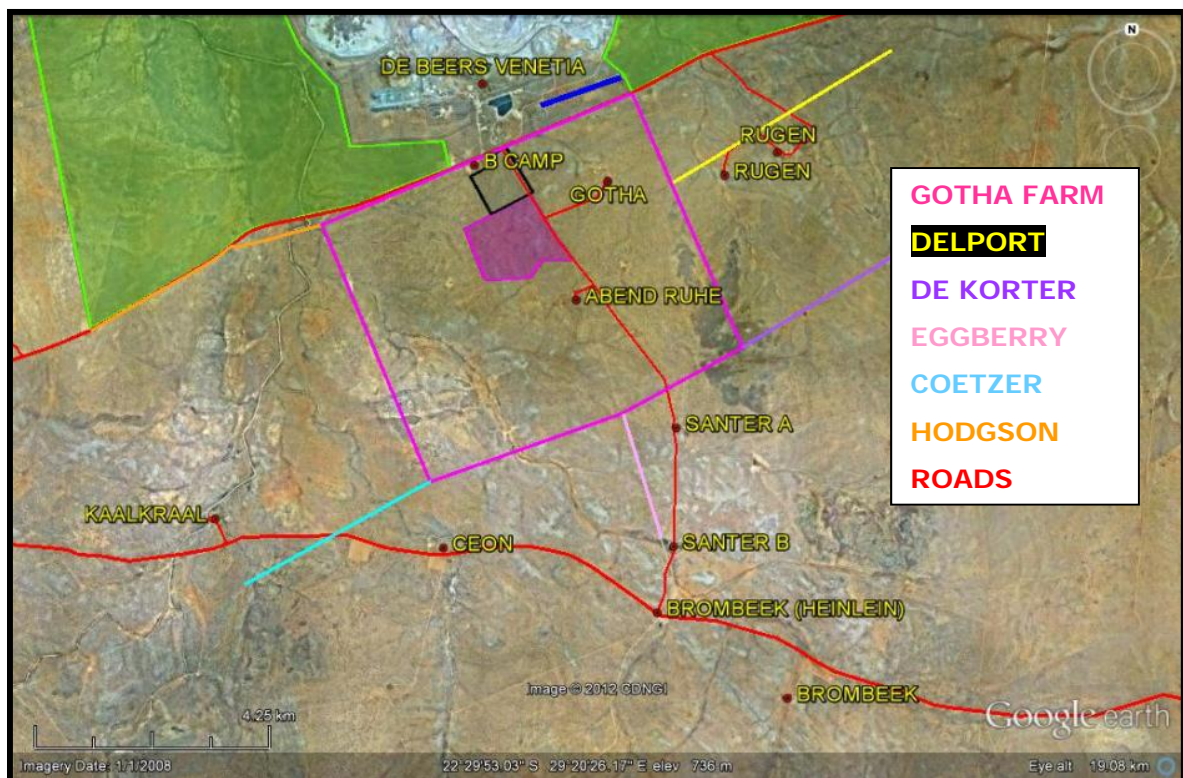 N
DE BEERS VENETIA
B CAMP
RUGEN
RUGEN
GOTHA
GOTHA FARM
DELPORT
DE KORTER
EGGBERRY
COETZER
HODGSON
ROADS
ABEND RUHE
SANTER A
KAALKRAAL
CEON
SANTER B
BROMBEEK (HEINLEIN)
Image © 2012 CDNGI
BROMBEEK
4.25 km
Google earth
Imagery Date: 1/1/2008
22°29'53.03" S 29°20'26.17" E elev 736 m
Eye alt 19.08 km